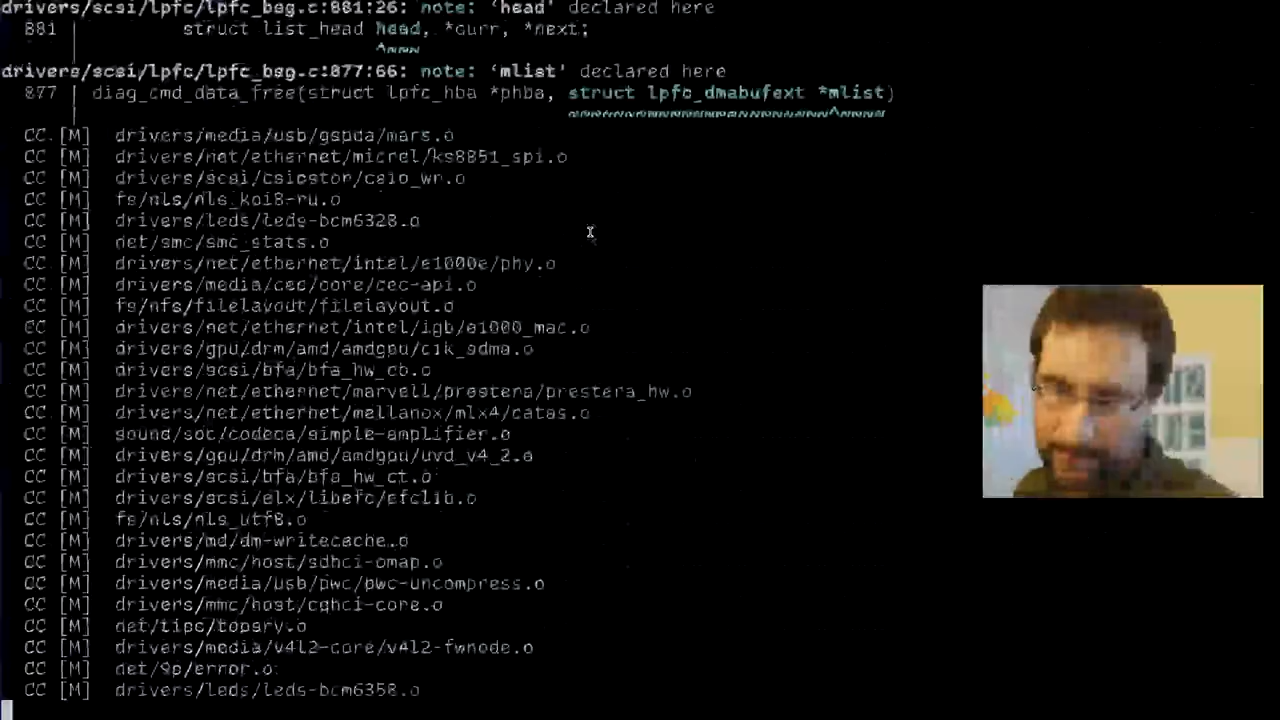 drivers/scsi/lpfc/lpfc_bsg.c:881:26: note: ‘head’ declared here
881 | struct list_head head, *curr, *next;
^~~~
drivers/scsi/lpfc/lpfc_bsg.c:877:66: note: ‘mlist’ declared here
877 | diag_cmd_data_free(struct lpfc_hba *phba, struct lpfc_dmabufext *mlist)
| ~~~~~~~~~~~~~~~~~~~~~~~^~~~~
CC [M] drivers/media/usb/gspca/mars.o
CC [M] drivers/net/ethernet/micrel/ks8851_spi.o
CC [M] drivers/scsi/csiostor/csio_wr.o
CC [M] fs/nls/nls_koi8-ru.o
CC [M] drivers/leds/leds-bcm6328.o
CC [M] net/smc/smc_stats.o
CC [M] drivers/net/ethernet/intel/e1000e/phy.o
CC [M] drivers/media/cec/core/cec-api.o
CC [M] fs/nfs/filelayout/filelayout.o
CC [M] drivers/net/ethernet/intel/igb/e1000_mac.o
CC [M] drivers/gpu/drm/amd/amdgpu/cik_sdma.o
CC [M] drivers/scsi/bfa/bfa_hw_cb.o
CC [M] drivers/net/ethernet/marvell/prestera/prestera_hw.o
CC [M] drivers/net/ethernet/mellanox/mlx4/catas.o
CC [M] sound/soc/codecs/simple-amplifier.o
CC [M] drivers/gpu/drm/amd/amdgpu/uvd_v4_2.o
CC [M] drivers/scsi/bfa/bfa_hw_ct.o
CC [M] drivers/scsi/elx/libefc/efclib.o
CC [M] fs/nls/nls_utf8.o
CC [M] drivers/md/dm-writecache.o
CC [M] drivers/mmc/host/sdhci-omap.o
CC [M] drivers/media/usb/pwc/pwc-uncompress.o
CC [M] drivers/mmc/host/cqhci-core.o
CC [M] net/tipc/topsrv.o
CC [M] drivers/media/v4l2-core/v4l2-fwnode.o
CC [M] net/9p/error.o
CC [M] drivers/leds/leds-bcm6358.o